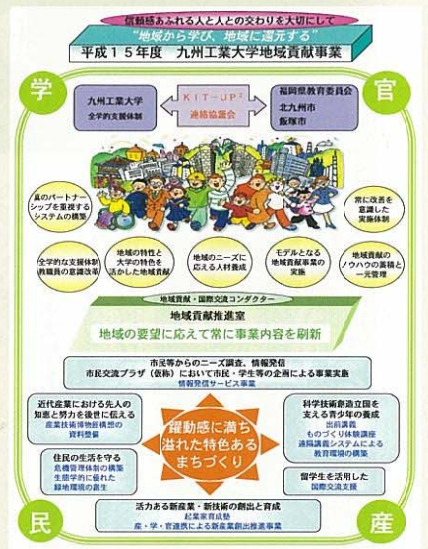 信頼感あふれる人と人との交わりを大切にして
“地域から学び、地域に還元する”
平成15年度 九州工業大学地域貢献事業
学
官
九州工業大学
全学的支援体制
KIT-UP²
連絡協議会
福岡県教育委員会
北九州市
飯塚市
真のパートナー
シップを重視する
システムの構築
常に改善を
意識した
実施体制
全学的な支援体制
教職員の意識改革
地域の特性と
大学の特色を
活かした地域貢献
地域のニーズに
応える人材養成
モデルとなる
地域貢献事業の
実施
地域貢献の
ノウハウの蓄積と
一元管理
地域貢献・国際交流コンダクター
地域貢献推進室
地域の要望に応えて常に事業内容を刷新
市民等からのニーズ調査、情報発信
市民交流プラザ(仮称)において市民・学生等の企画による事業実施
情報発信サービス事業
近代産業における先人の
知恵と努力を後世に伝える
産業技術博物館構想の
資料整備
躍動感に満ち
溢れた特色ある
まちづくり
科学技術創造立国を
支える青少年の養成
出前講義
ものづくり体験講座
遠隔講義システムによる
教育環境の構築
住民の生活を守る
危機管理体制の構築
生態学的に優れた
緑地環境の創生
留学生を活用した
国際交流支援
活力ある新産業・新技術の創出と育成
起業家育成塾
産・学・官連携による新産業創出推進事業
民
産